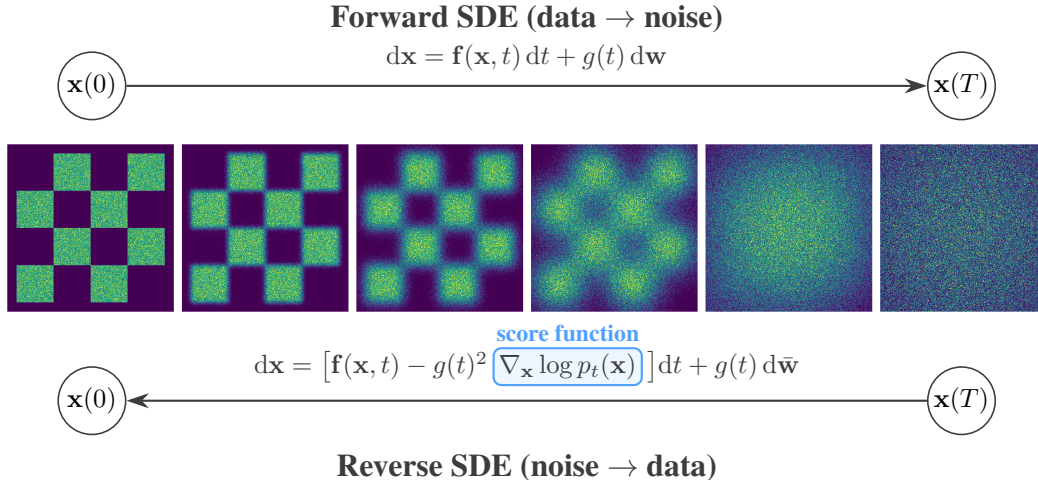 Forward SDE (data → noise)
dx = f(x, t) dt + g(t) dw
x(0) x(T)
score function
dx = [f(x, t) − g(t)² ∇ₓ log pₜ(x) ]dt + g(t) dw̄
x(0) x(T)
Reverse SDE (noise → data)